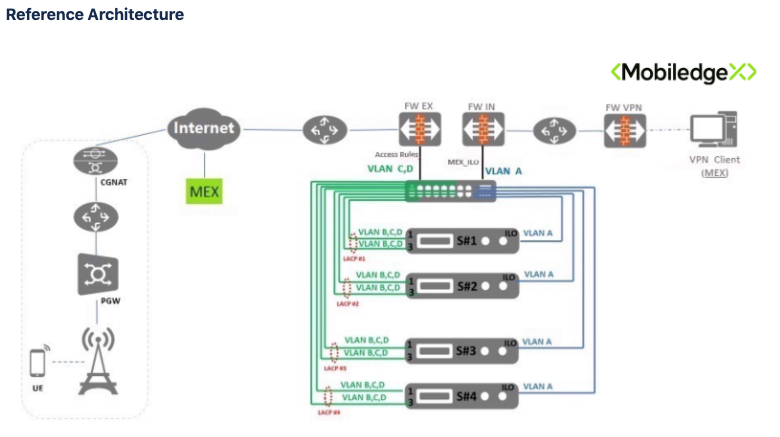 Reference Architecture
<MobiledgeX>
FW EX
FW IN
FW VPN
Internet
Access Rules
MEX_ILO
VLAN C,D
VLAN A
VPN Client
(MEX)
CGNAT
MEX
VLAN B,C,D
VLAN B,C,D
1
3
S#1
ILO
VLAN A
LACP #1
VLAN B,C,D
VLAN B,C,D
1
3
S#2
ILO
VLAN A
LACP #2
PGW
VLAN B,C,D
VLAN B,C,D
1
3
S#3
ILO
VLAN A
LACP #3
UE
VLAN B,C,D
VLAN B,C,D
1
3
S#4
ILO
VLAN A
LACP #4